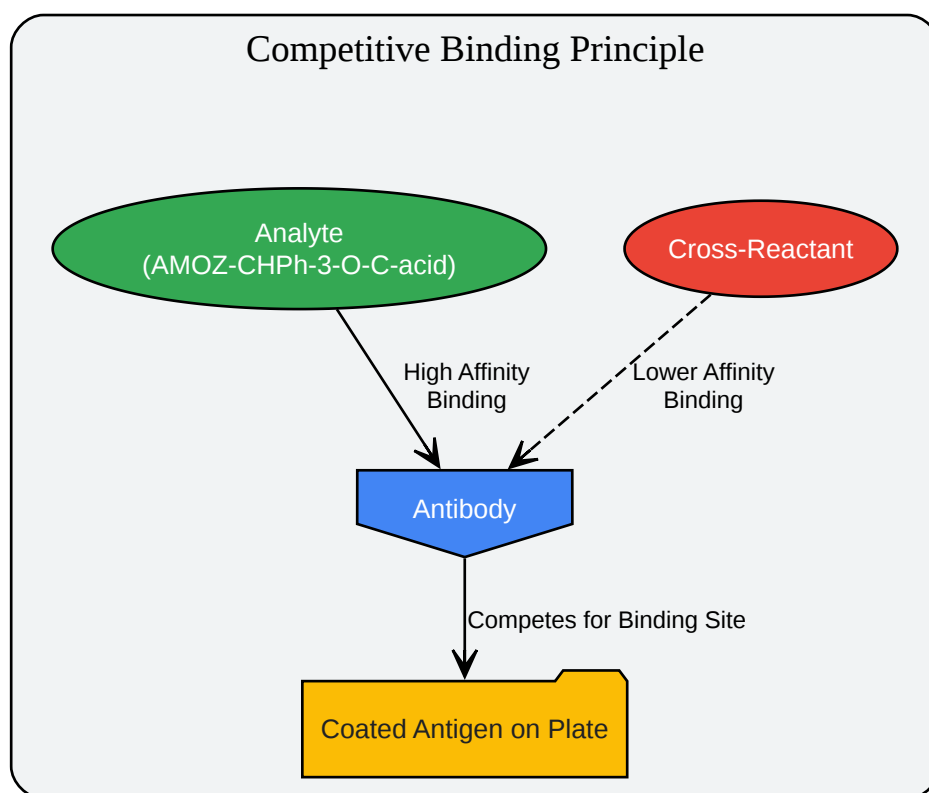 Competitive Binding Principle
Analyte
(AMOZ-CHPh-3-O-C-acid)
Cross-Reactant
High Affinity
Binding
Lower Affinity
Binding
Antibody
Competes for Binding Site
Coated Antigen on Plate